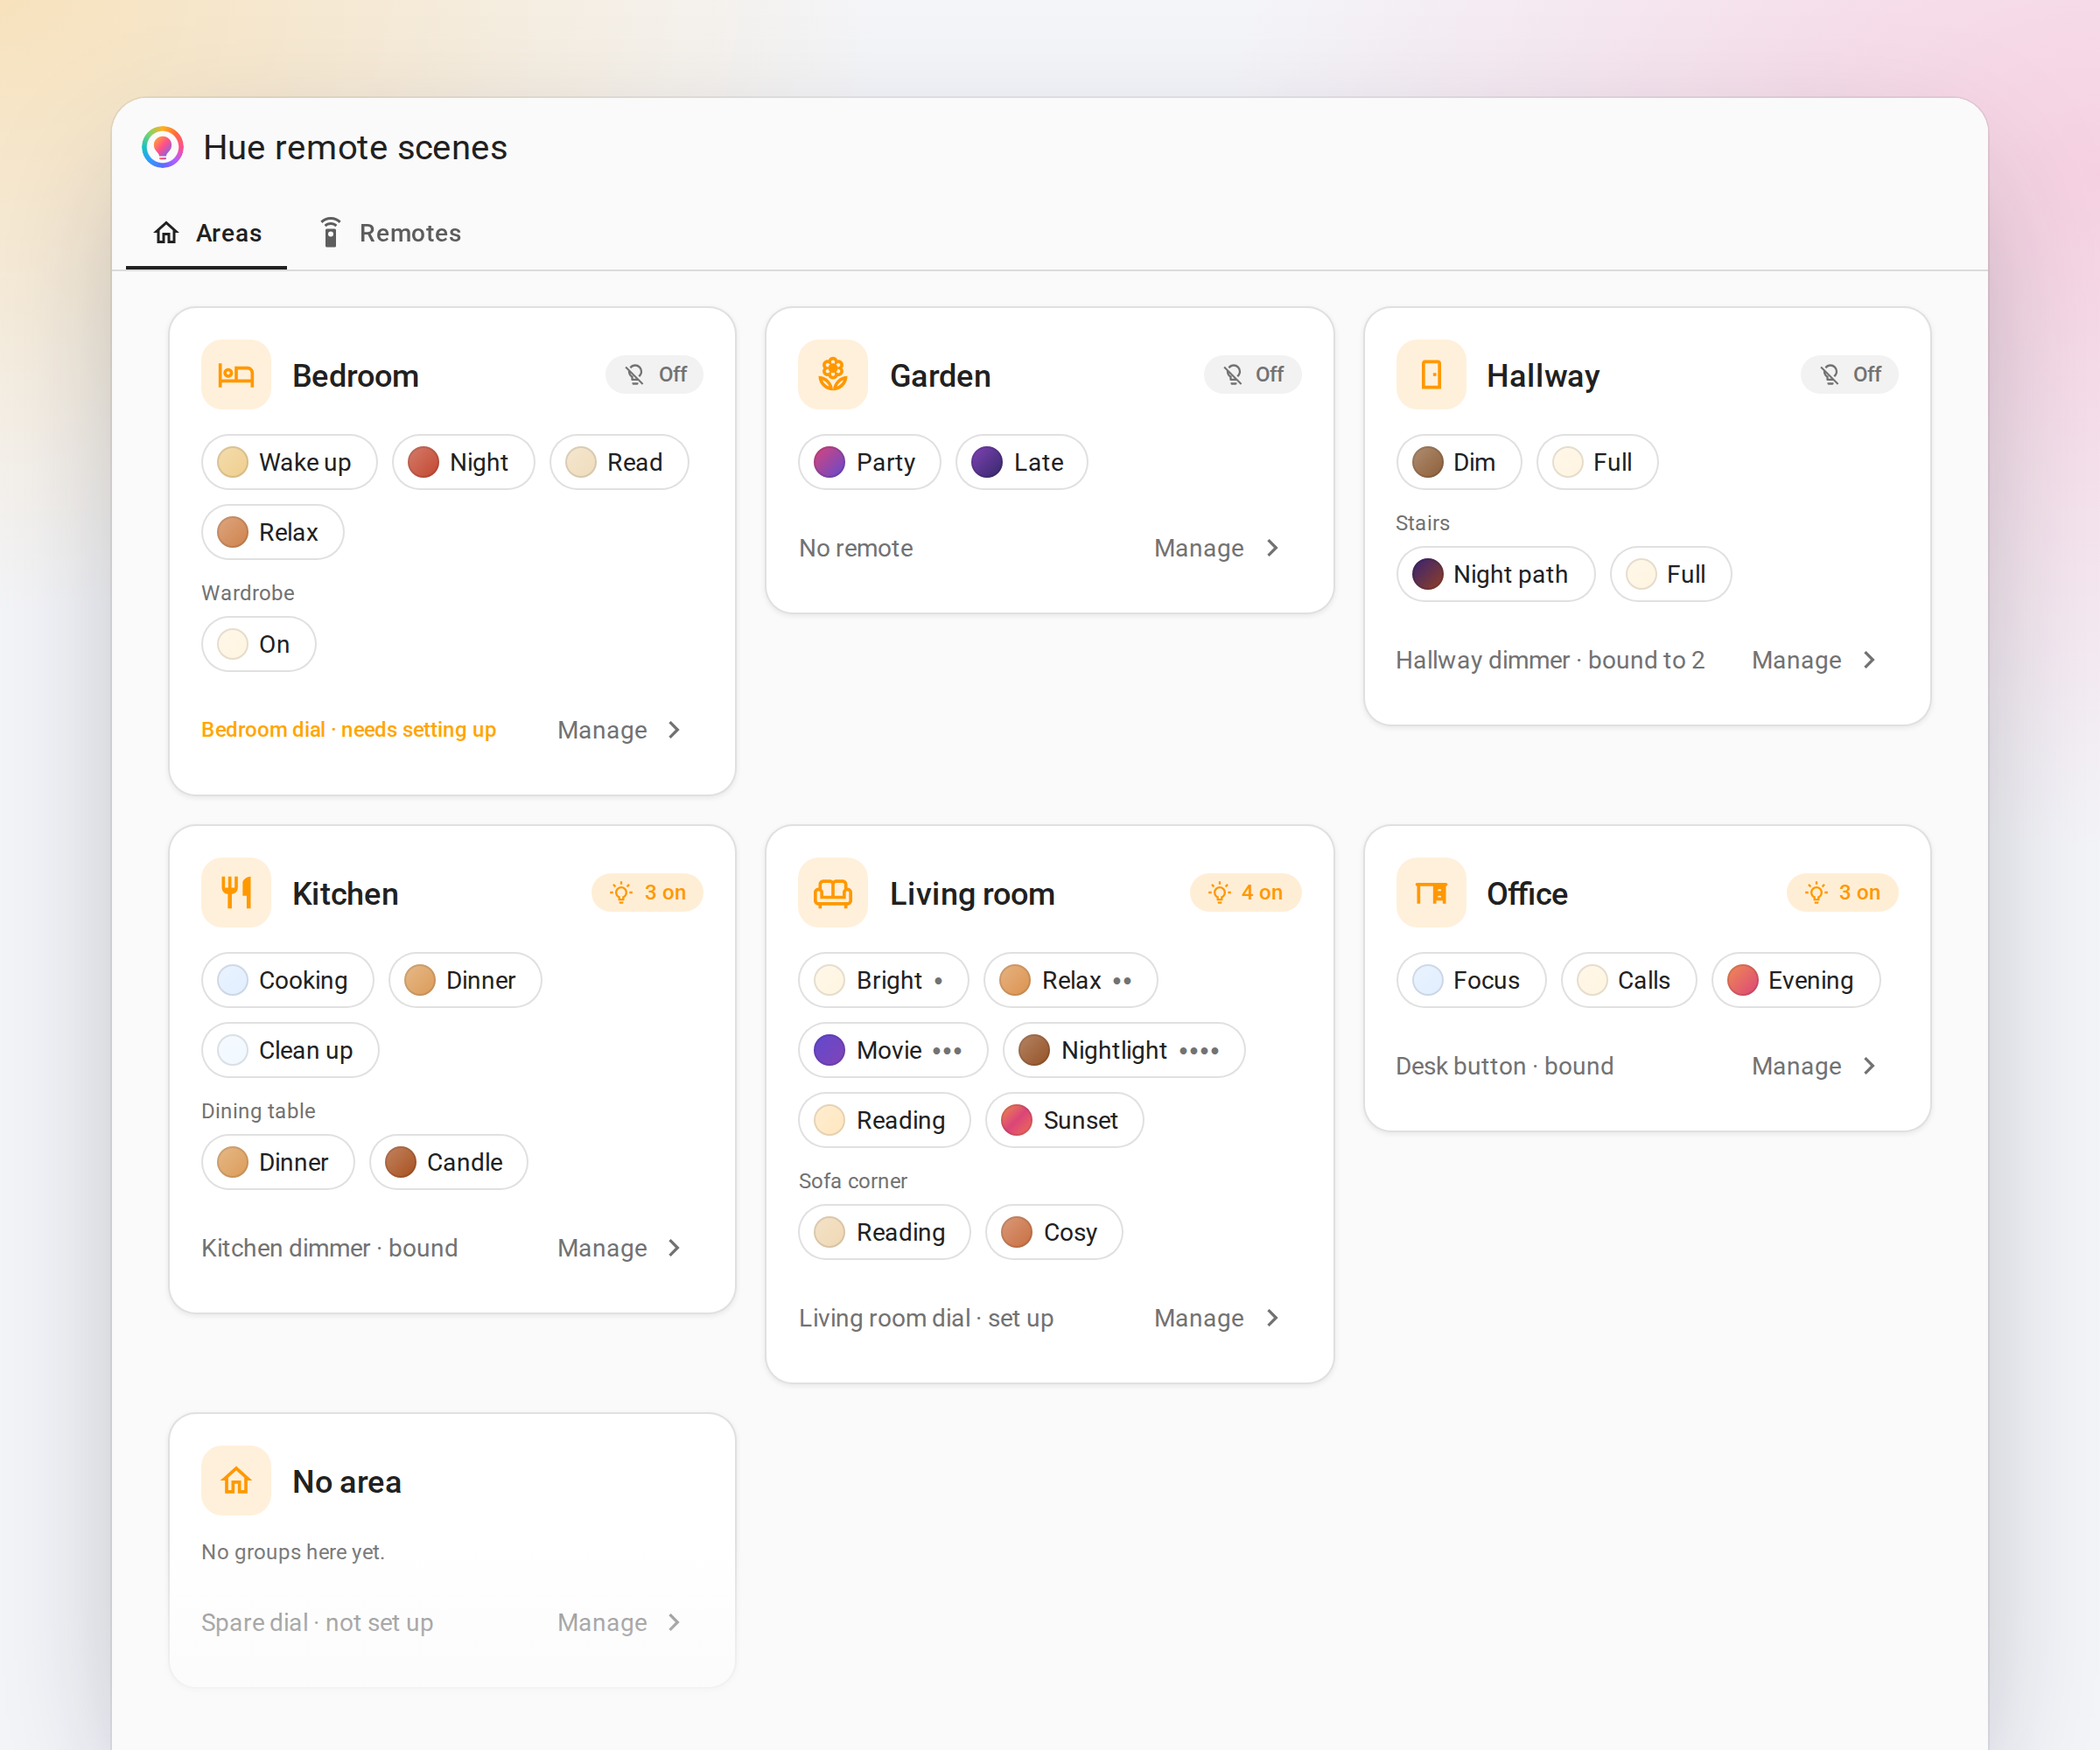 Hue remote scenes
Areas
Remotes
Bedroom
Off
Wake up
Night
Read
Relax
Wardrobe
On
Bedroom dial · needs setting up
Manage
Garden
Off
Party
Late
No remote
Manage
Hallway
Off
Dim
Full
Stairs
Night path
Full
Hallway dimmer · bound to 2
Manage
Kitchen
3 on
Cooking
Dinner
Clean up
Dining table
Dinner
Candle
Kitchen dimmer · bound
Manage
Living room
4 on
Bright •
Relax ••
Movie •••
Nightlight ••••
Reading
Sunset
Sofa corner
Reading
Cosy
Living room dial · set up
Manage
Office
3 on
Focus
Calls
Evening
Desk button · bound
Manage
No area
No groups here yet.
Spare dial · not set up
Manage